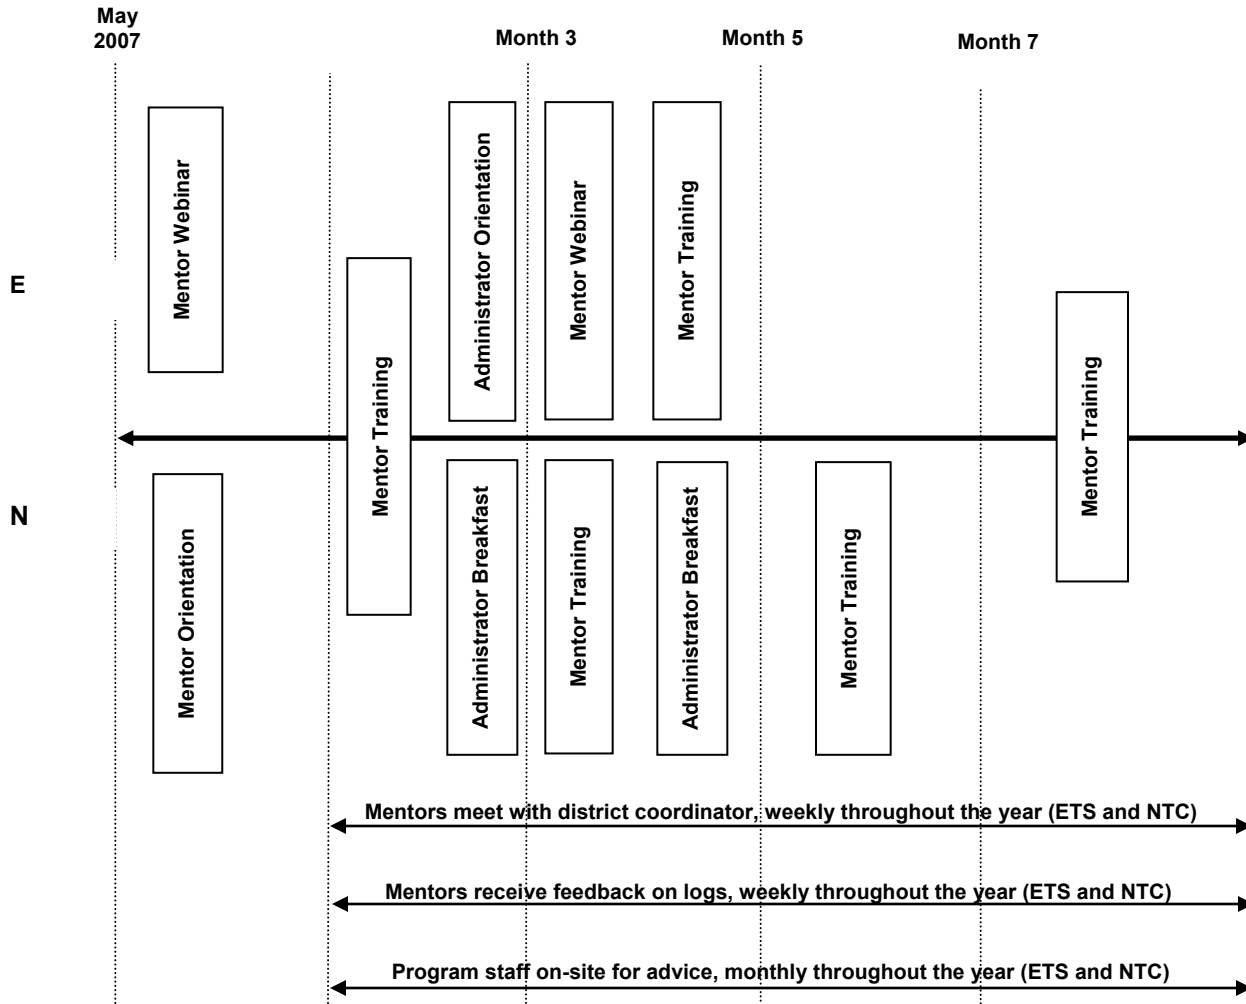 May
2007
Month 3
Month 5
Month 7
E
Mentor Webinar
Mentor Training
Administrator Orientation
Mentor Webinar
Mentor Training
Mentor Training
N
Mentor Orientation
Administrator Breakfast
Mentor Training
Administrator Breakfast
Mentor Training
Mentors meet with district coordinator, weekly throughout the year (ETS and NTC)
Mentors receive feedback on logs, weekly throughout the year (ETS and NTC)
Program staff on-site for advice, monthly throughout the year (ETS and NTC)